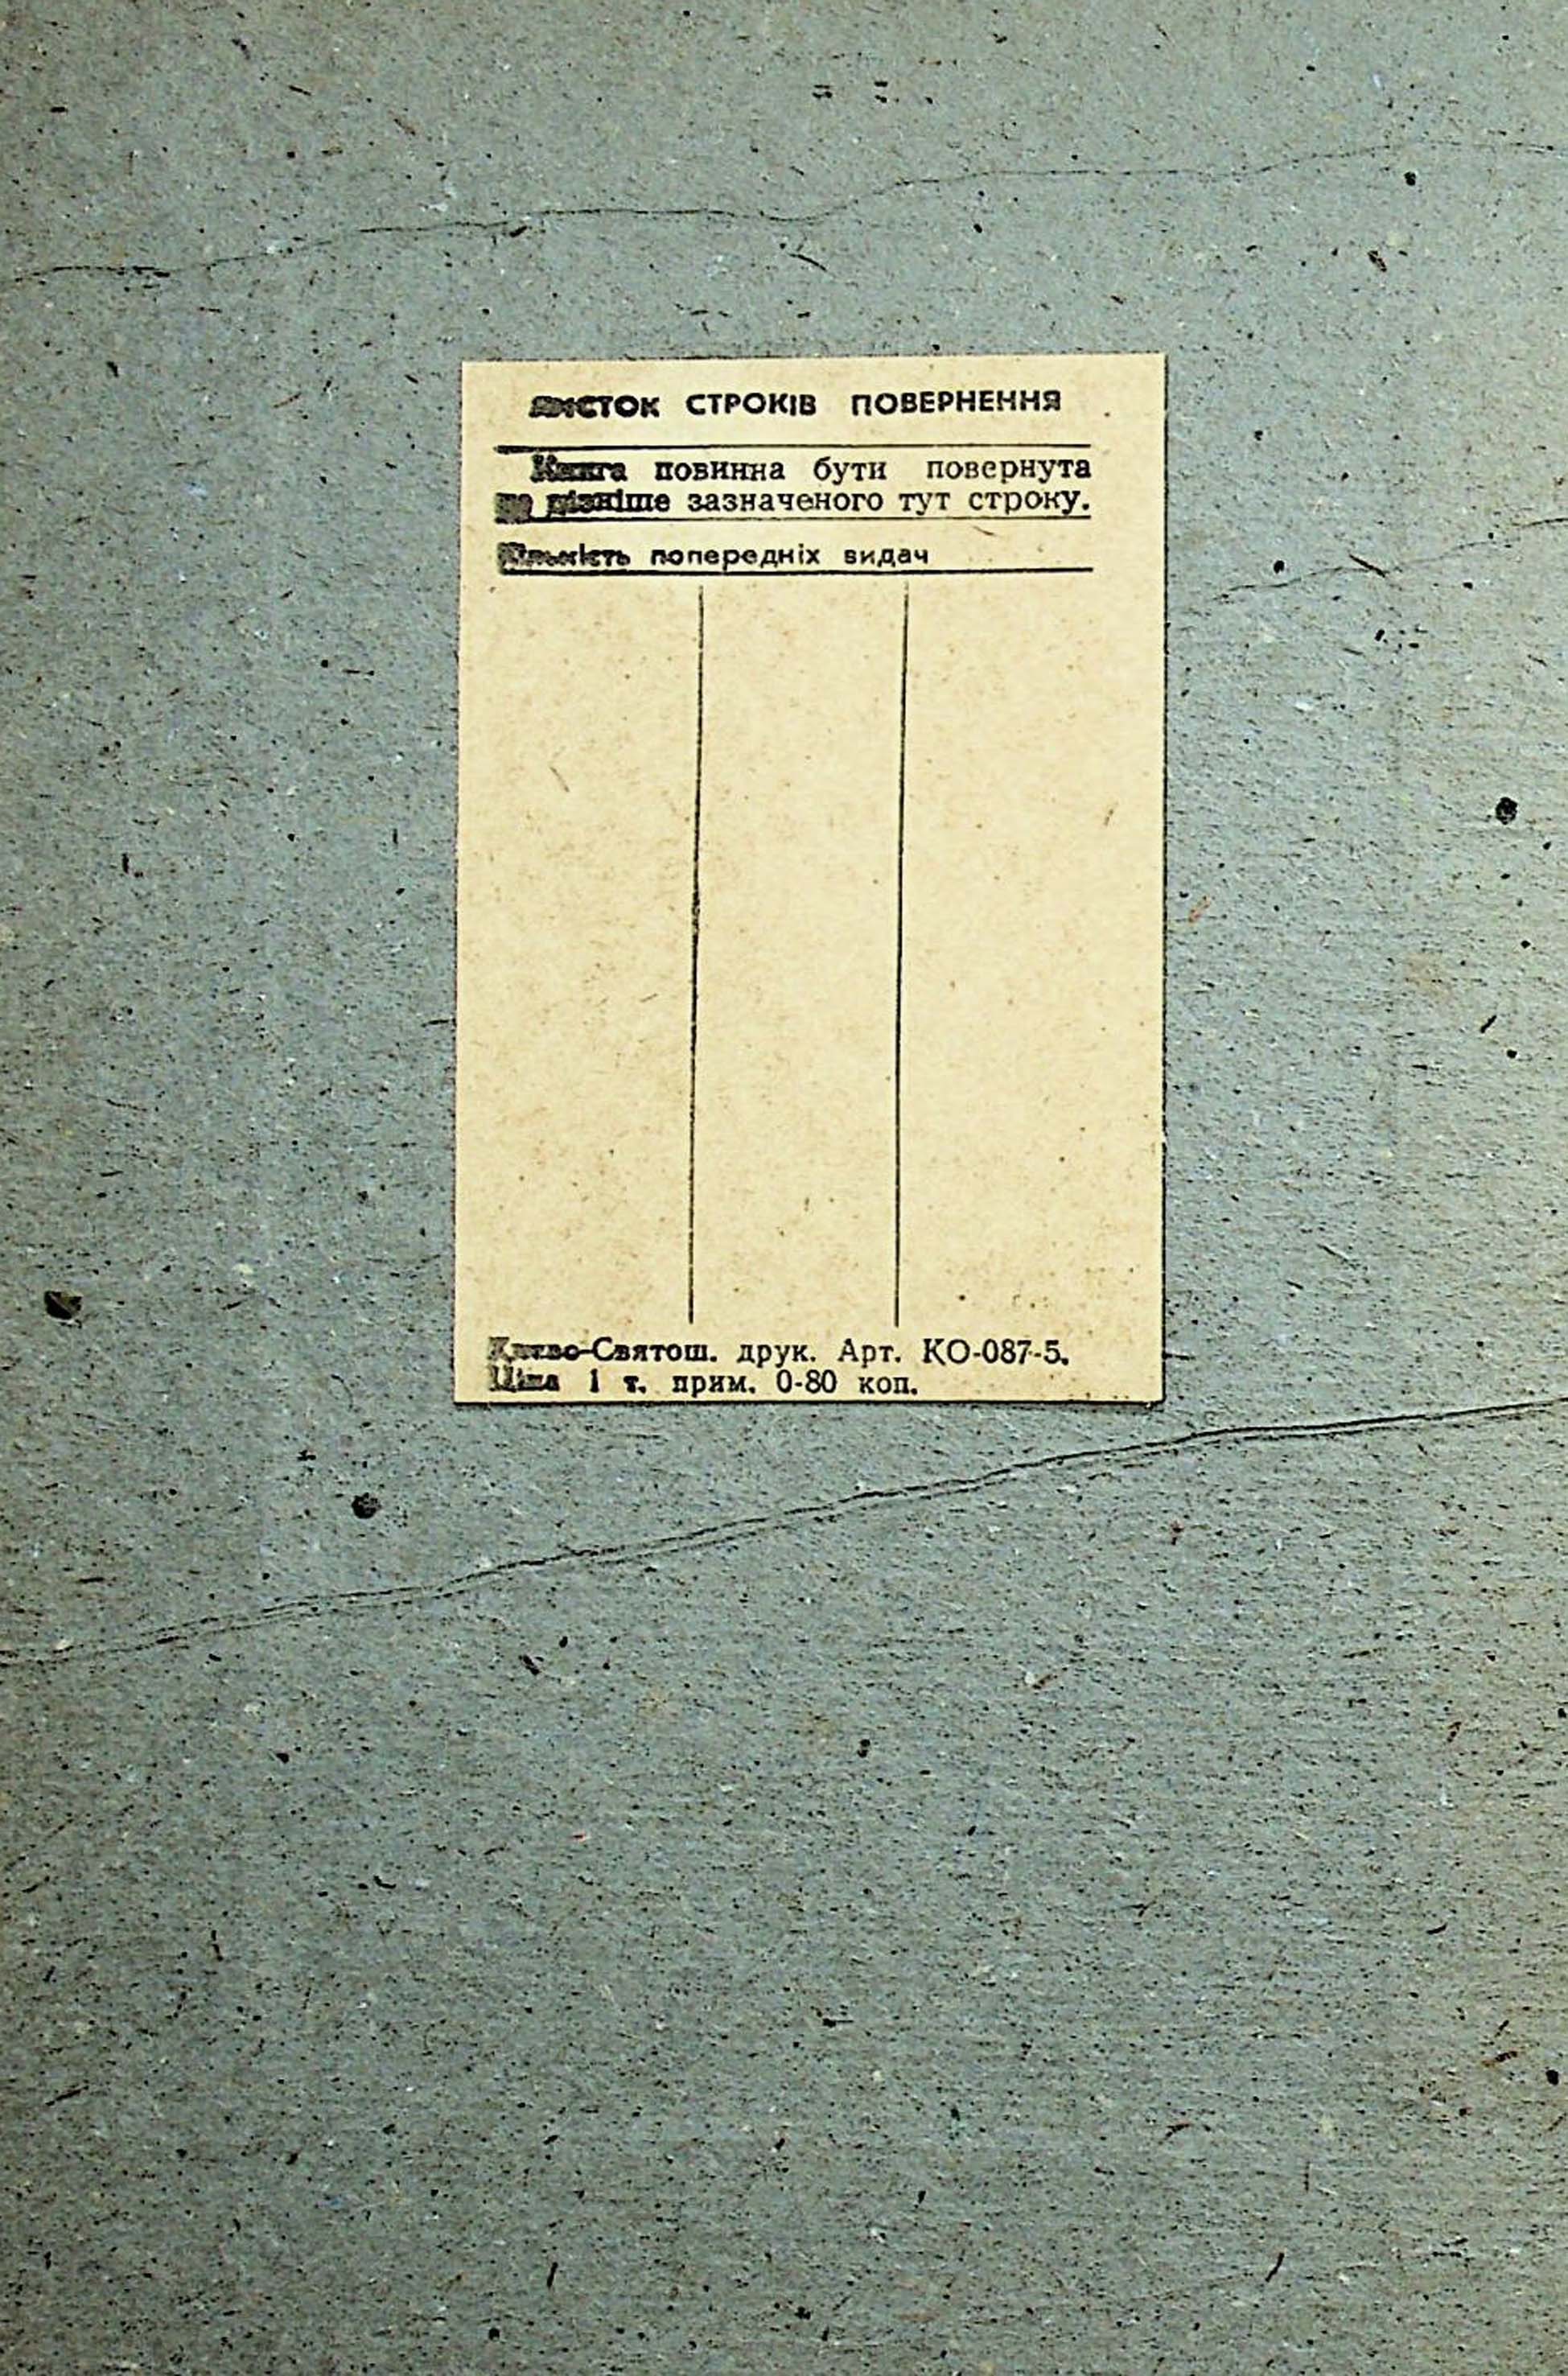 ЛИСТОК СТРОКІВ ПОВЕРНЕННЯ
Книга повинна бути повернута
не пізніше зазначеного тут строку.
Кількість попередніх видач
Києво-Святош. друк. Арт. КО-087-5.
Ціна 1 т. прим. 0-80 коп.